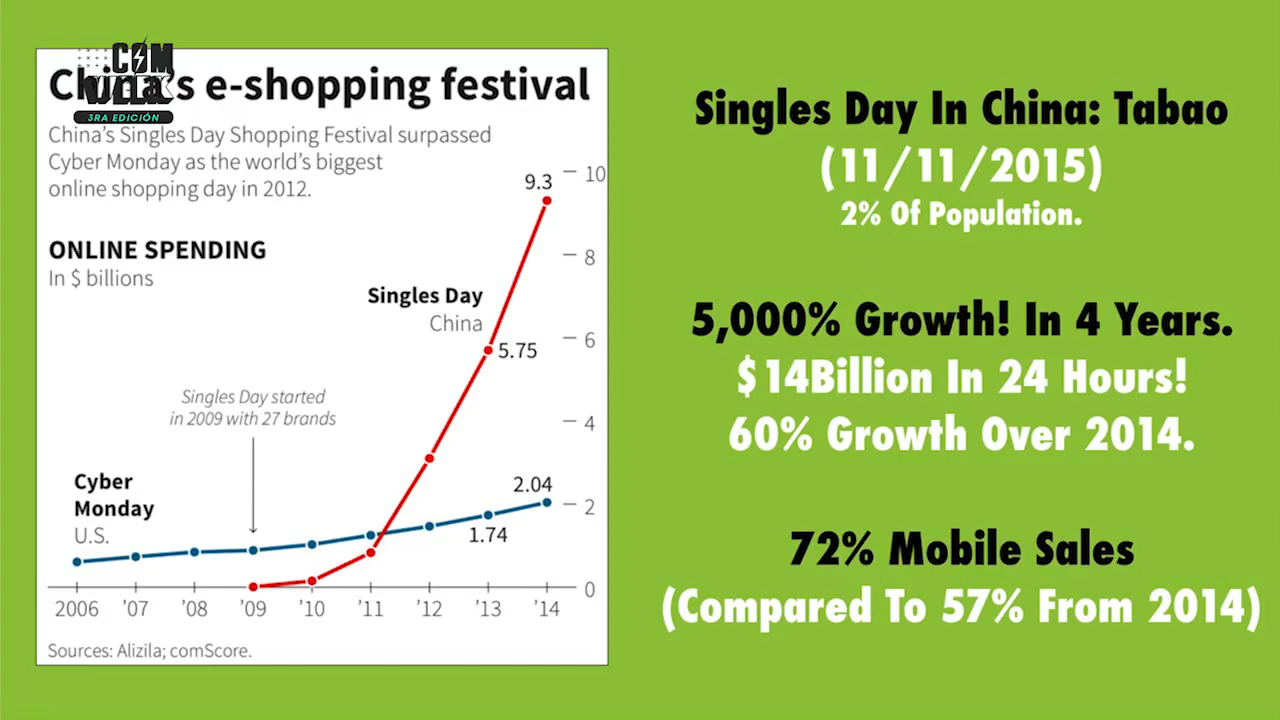 COM
WEEK
3RA EDICIÓN
China's e-shopping festival
China's Singles Day Shopping Festival surpassed
Cyber Monday as the world's biggest
online shopping day in 2012.
ONLINE SPENDING
In $ billions
10
8
6
4
2
0
9.3
Singles Day
China
5.75
Singles Day started
in 2009 with 27 brands
Cyber
Monday
U.S.
2.04
1.74
2006 '07 '08 '09 '10 '11 '12 '13 '14
Sources: Alizila; comScore.
Singles Day In China: Tabao
(11/11/2015)
2% Of Population.
5,000% Growth! In 4 Years.
$14Billion In 24 Hours!
60% Growth Over 2014.
72% Mobile Sales
(Compared To 57% From 2014)